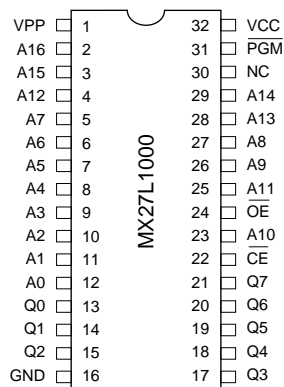 VPP 1 32 VCC
A16 2 31 PGM
A15 3 30 NC
A12 4 29 A14
A7 5 28 A13
A6 6 27 A8
A5 7 26 A9
A4 8 25 A11
A3 9 24 OE
A2 10 23 A10
A1 11 22 CE
A0 12 21 Q7
Q0 13 20 Q6
Q1 14 19 Q5
Q2 15 18 Q4
GND 16 17 Q3
MX27L1000